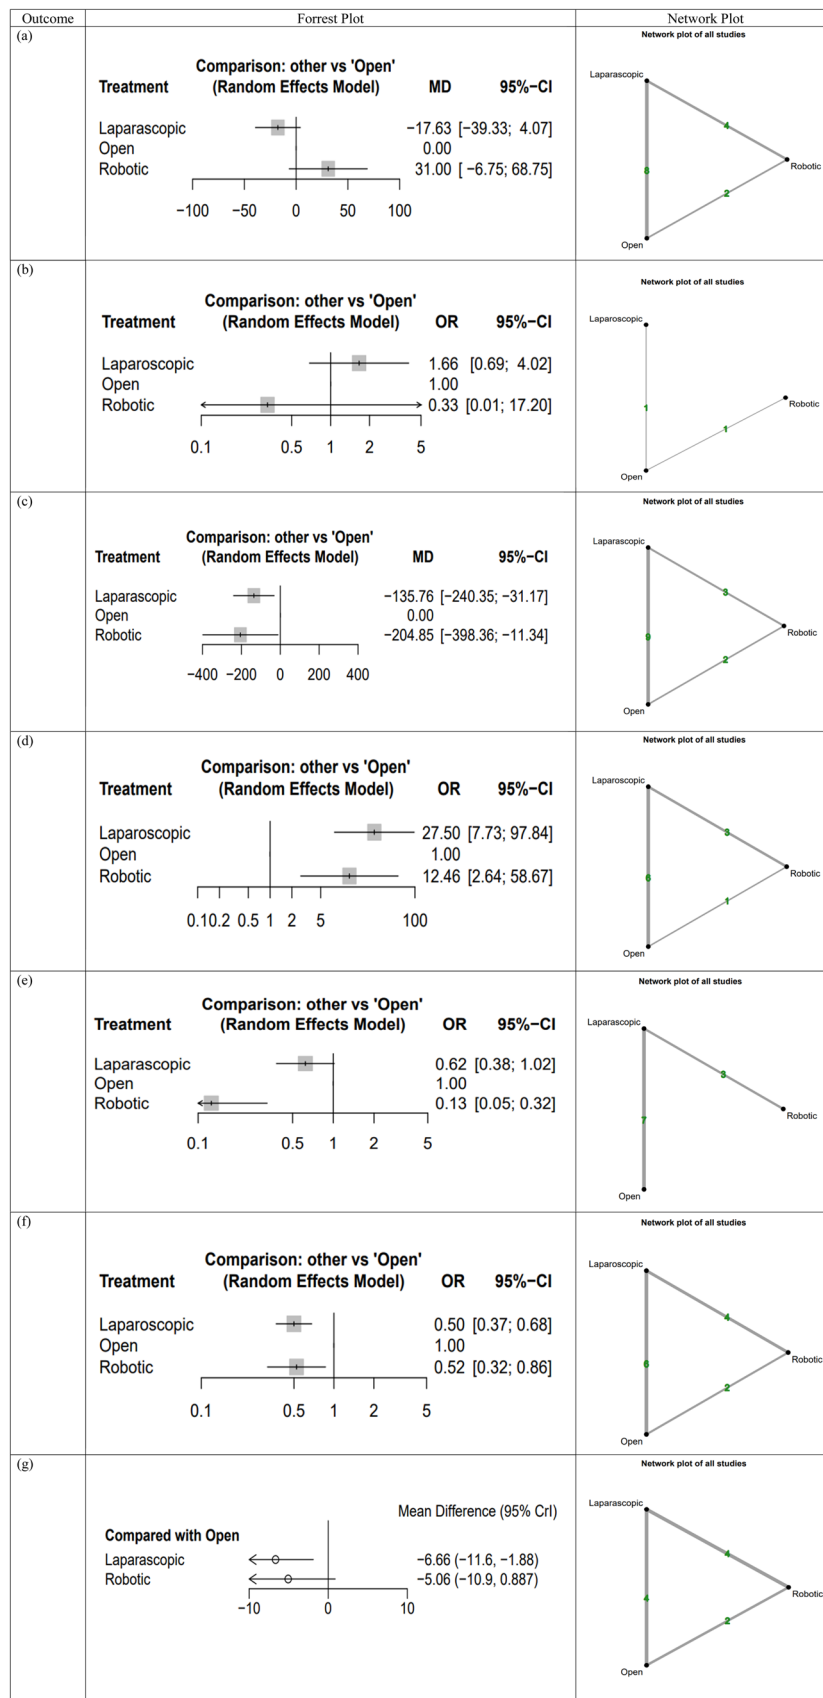 Outcome Forrest Plot Network Plot
(a)
Network plot of all studies
Comparison: other vs 'Open'
Treatment (Random Effects Model) MD 95%−CI
Laparascopic −17.63 [−39.33; 4.07]
Open 0.00
Robotic 31.00 [ −6.75; 68.75]
−100 −50 0 50 100
Laparascopic
4
Robotic
8
2
Open
(b)
Network plot of all studies
Comparison: other vs 'Open'
Treatment (Random Effects Model) OR 95%−CI
Laparoscopic 1.66 [0.69; 4.02]
Open 1.00
Robotic 0.33 [0.01; 17.20]
0.1 0.5 1 2 5
Laparoscopic
Robotic
1
1
Open
(c)
Network plot of all studies
Comparison: other vs 'Open'
Treatment (Random Effects Model) MD 95%−CI
Laparascopic −135.76 [−240.35; −31.17]
Open 0.00
Robotic −204.85 [−398.36; −11.34]
−400 −200 0 200 400
Laparascopic
3
Robotic
9
2
Open
(d)
Network plot of all studies
Comparison: other vs 'Open'
Treatment (Random Effects Model) OR 95%−CI
Laparoscopic 27.50 [7.73; 97.84]
Open 1.00
Robotic 12.46 [2.64; 58.67]
0.1 0.2 0.5 1 2 5 100
Laparoscopic
3
Robotic
6
1
Open
(e)
Network plot of all studies
Comparison: other vs 'Open'
Treatment (Random Effects Model) OR 95%−CI
Laparascopic 0.62 [0.38; 1.02]
Open 1.00
Robotic 0.13 [0.05; 0.32]
0.1 0.5 1 2 5
Laparascopic
3
Robotic
7
Open
(f)
Network plot of all studies
Comparison: other vs 'Open'
Treatment (Random Effects Model) OR 95%−CI
Laparoscopic 0.50 [0.37; 0.68]
Open 1.00
Robotic 0.52 [0.32; 0.86]
0.1 0.5 1 2 5
Laparoscopic
4
Robotic
6
2
Open
(g)
Network plot of all studies
Mean Difference (95% CrI)
Compared with Open
Laparascopic −6.66 (−11.6, −1.88)
Robotic −5.06 (−10.9, 0.887)
−10 0 10
Laparascopic
4
Robotic
4
2
Open